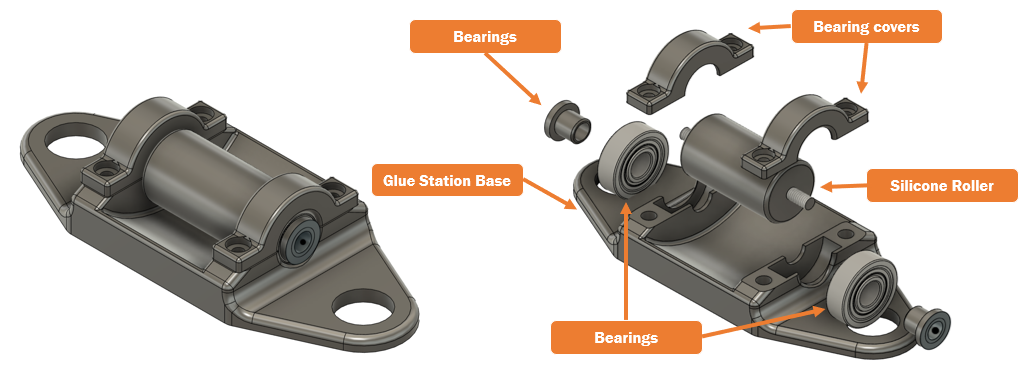 Bearings
Bearing covers
Glue Station Base
Silicone Roller
Bearings